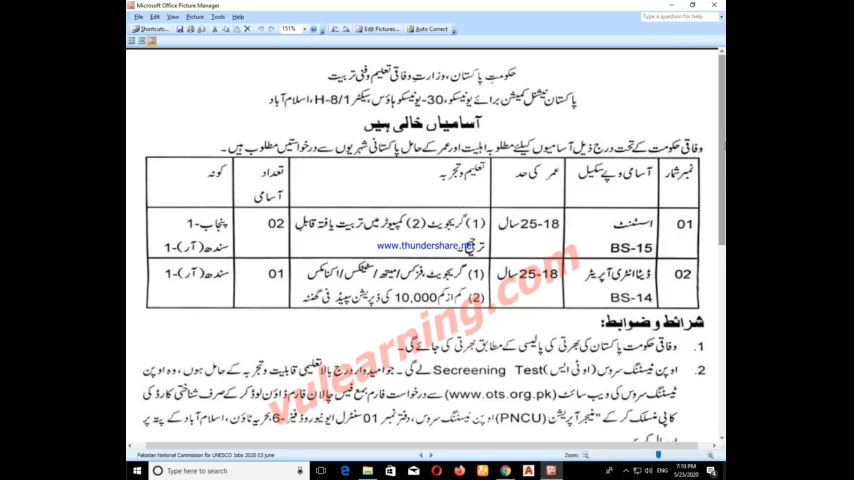 Microsoft Office Picture Manager
File Edit View Picture Tools Help
Type a question for help
Shortcuts... 151% Edit Pictures... Auto Correct
حکومتِ پاکستان، وزارتِ وفاقی تعلیم و فنی تربیت
پاکستان نیشنل کمیشن برائے یونیسکو، 30-یونیسکو ہاؤس سیکٹر H-8/1، اسلام آباد
آسامیاں خالی ہیں
وفاقی حکومت کے تحت درج ذیل آسامیوں کیلئے مطلوبہ اہلیت اور عمر کے حامل پاکستانی شہریوں سے درخواستیں مطلوب ہیں۔
نمبر شمار آسامی و پے سکیل عمر کی حد تعلیم و تجربہ تعداد آسامی کوٹہ
01 اسسٹنٹ BS-15 18-25 سال (1) گریجویٹ (2) کمپیوٹر میں تربیت یافتہ قابلِ ترجیح۔ 02 پنجاب-1 سندھ (آر)-1
www.thundershare.net
02 ڈیٹا انٹری آپریٹر BS-14 18-25 سال (1) گریجویٹ، فزکس/میتھ/سٹیٹکس/اکنامکس (2) کم از کم 10,000 کی ڈپریشن سپیڈ فی گھنٹہ 01 سندھ (آر)-1
vulearning.com
شرائط و ضوابط:
1. وفاقی حکومت پاکستان کی بھرتی کی پالیسی کے مطابق بھرتی کی جائے گی۔
2. اوپن ٹیسٹنگ سروس (او ٹی ایس) Secreening Test لے گی۔ جو امیدوار درج بالا تعلیمی قابلیت و تجربہ کے حامل ہوں، وہ اوپن
ٹیسٹنگ سروس کی ویب سائٹ (www.ots.org.pk) سے درخواست فارم بمع فیس چالان فارم ڈاؤن لوڈ کر کے صرف شناختی کارڈ کی
کاپی منسلک کر کے "منیجر آپریشن (PNCU) اوپن ٹیسٹنگ سروس، دفتر نمبر 01 سنٹرل ایونیو روڈ فیز-6 بحریہ ٹاؤن، اسلام آباد کے پتہ پر
Pakistan National Commission for UNESCO Jobs 2020 03 june
Zoom:
Type here to search
ENG
7:10 PM
5/23/2020